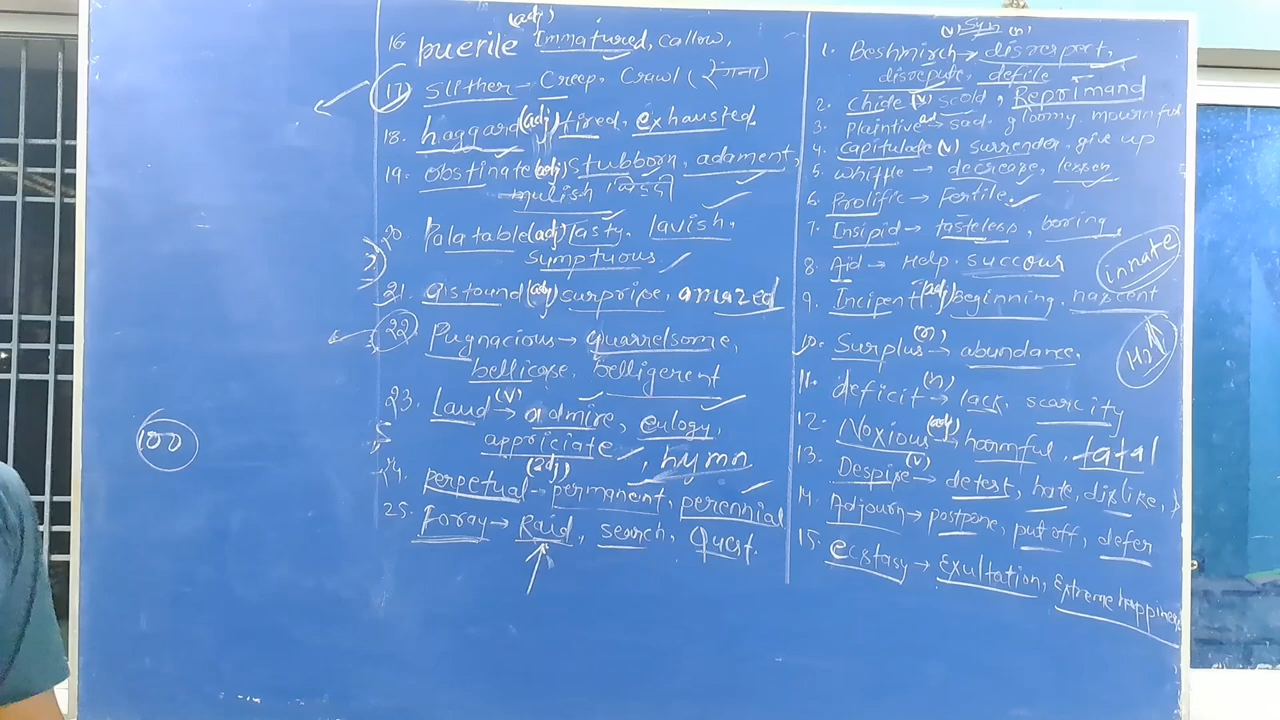 (v) Syn (n)
1. Beshmirch → disrespect,
disrepute, defile
2. Chide (v) scold, Reprimand
3. Plaintive ad → sad gloomy, mournful
4. Capitulade (v) surrender, give up
5. Whiffle → decrease, lessen
6. Prolific → Fertile.
7. Insipid → tasteless, boring
8. Aid → Help. succour
innate
9. Incipent (adj) Beginning, nascent
10. Surplus (n) → abundance.
11. deficit (n) → lack, scarcity
12. Noxious (adj) → harmful, fatal
13. Despise (v) → detest, hate, dislike,
14. Adjourn → postpone, put off, defer
15. Ecstasy → Exultation, Extreme happiness
(adj)
16 puerile Immatured, callow,
17 Slither → Creep, Crawl (रेंगना)
18. haggard (adj) tired, exhausted.
19. obstinate (adj) stubborn, adament,
mulish जिद्दी
20. Palatable (adj) Tasty, lavish,
sumptuous
21. astound (adj) surprise, amazed
22. Pugnacious → quarrelsome,
bellicose, belligerent
23. Laud (v) → admire, eulogy,
appriciate, hymn
24. perpetual (adj) → permanent, perennial
25. Foray → Raid, search, Quest.
100